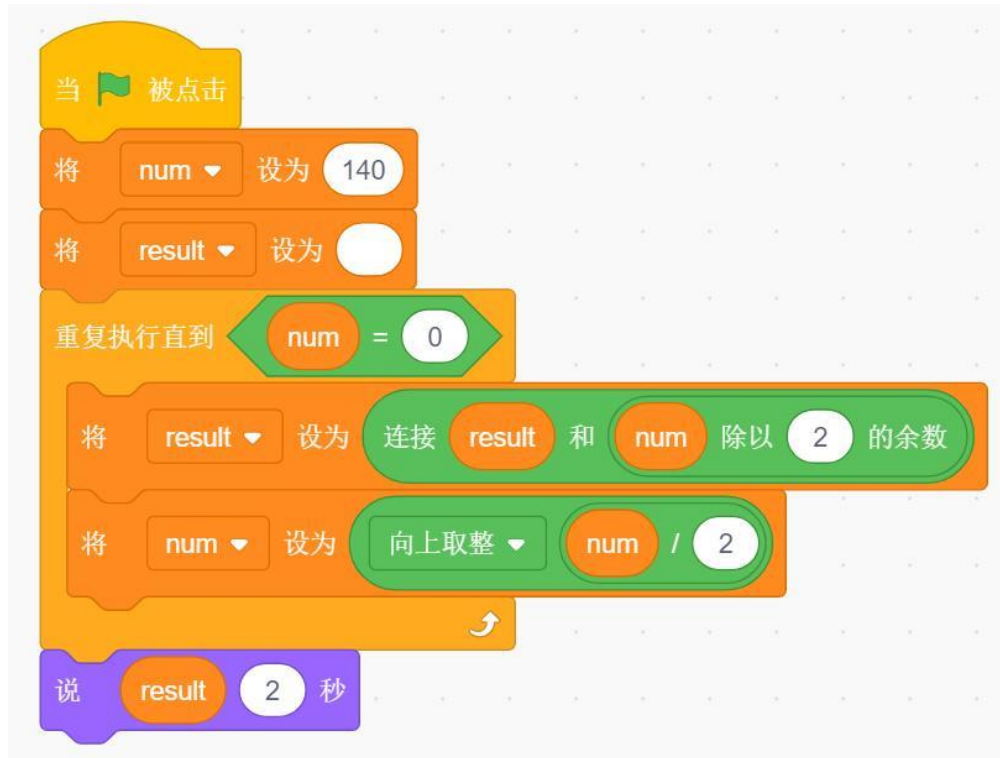 当 被点击
将 num 设为 140
将 result 设为
重复执行直到 num = 0
将 result 设为 连接 result 和 num 除以 2 的余数
将 num 设为 向上取整 num / 2
说 result 2 秒